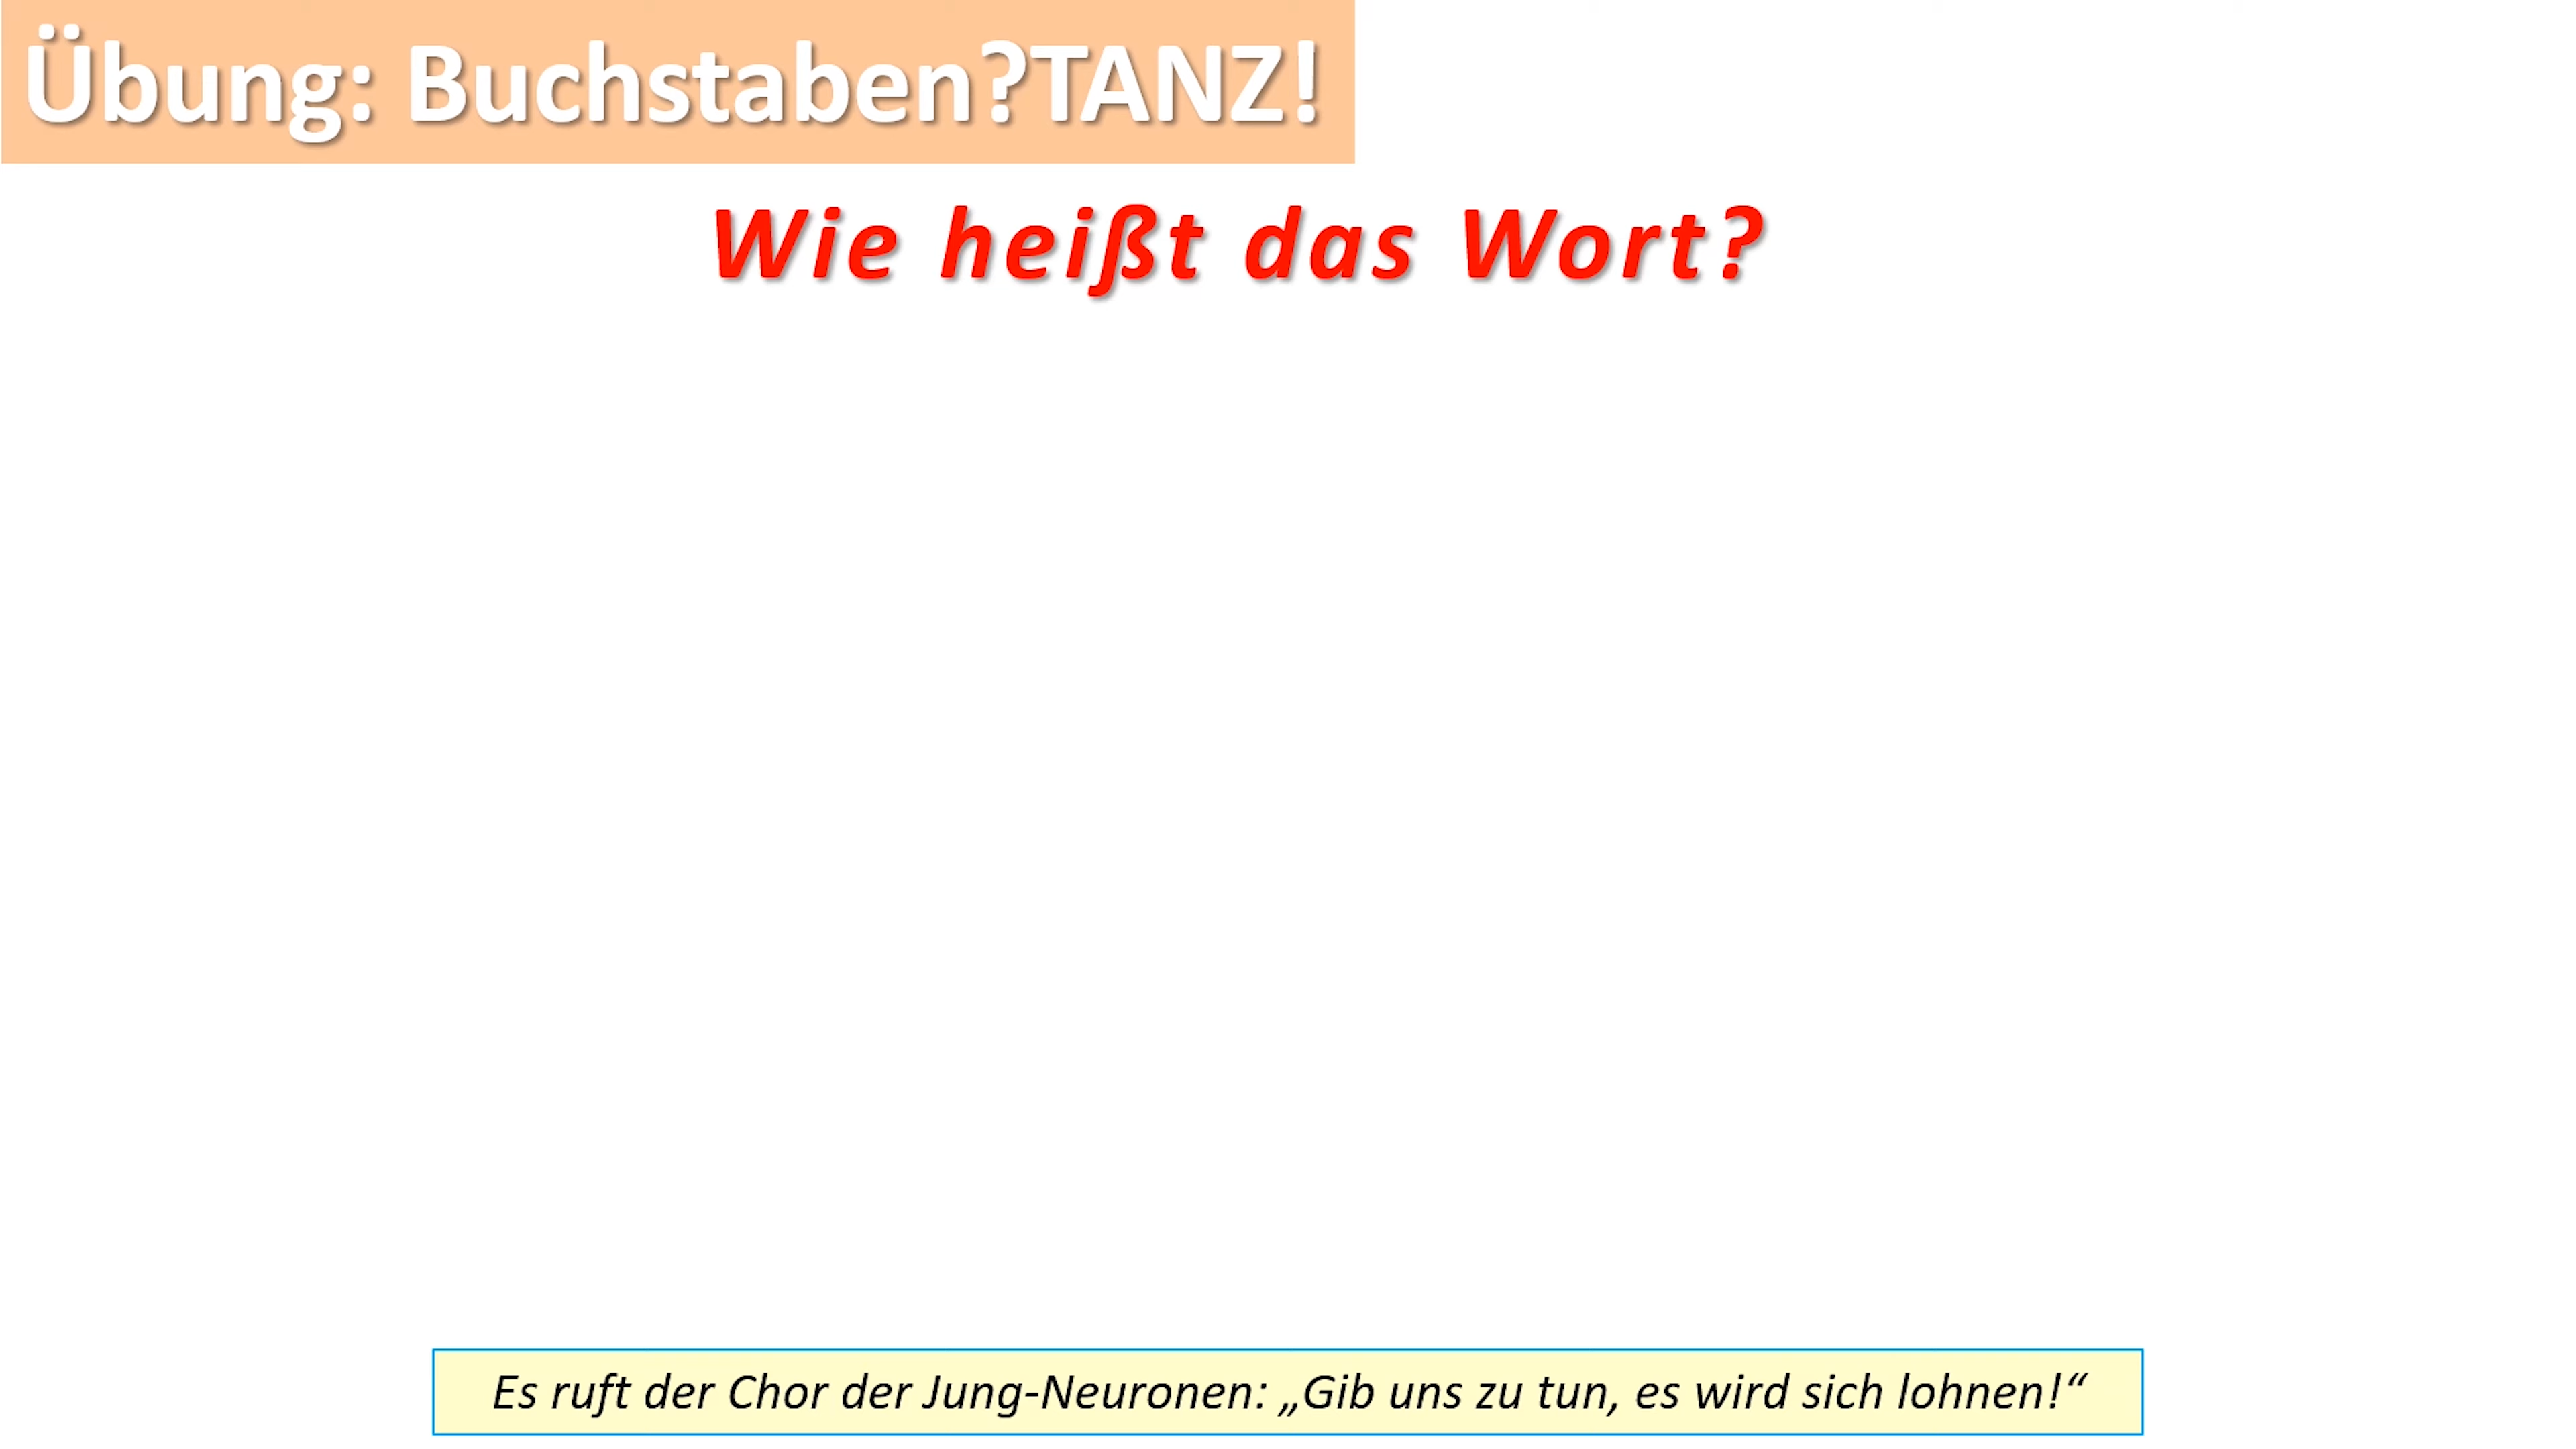 Übung: Buchstaben?TANZ!
Wie heißt das Wort?
Es ruft der Chor der Jung-Neuronen: „Gib uns zu tun, es wird sich lohnen!“